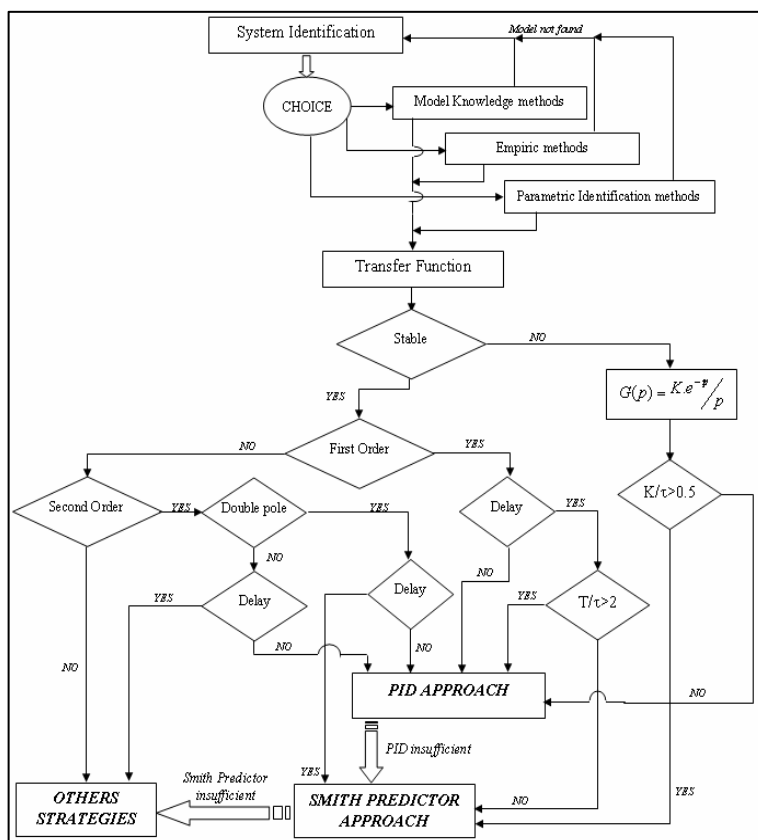 System Identification
Model not found
CHOICE
Model Knowledge methods
Empiric methods
Parametric Identification methods
Transfer Function
Stable
NO
G(p) = K.e^{-τp}/p
YES
First Order
NO
YES
Second Order
YES
Double pole
YES
Delay
YES
K/τ>0.5
NO
YES
Delay
Delay
NO
T/τ>2
YES
NO
NO
NO
PID APPROACH
NO
PID insufficient
Smith Predictor
insufficient
YES
NO
YES
OTHERS
STRATEGIES
SMITH PREDICTOR
APPROACH